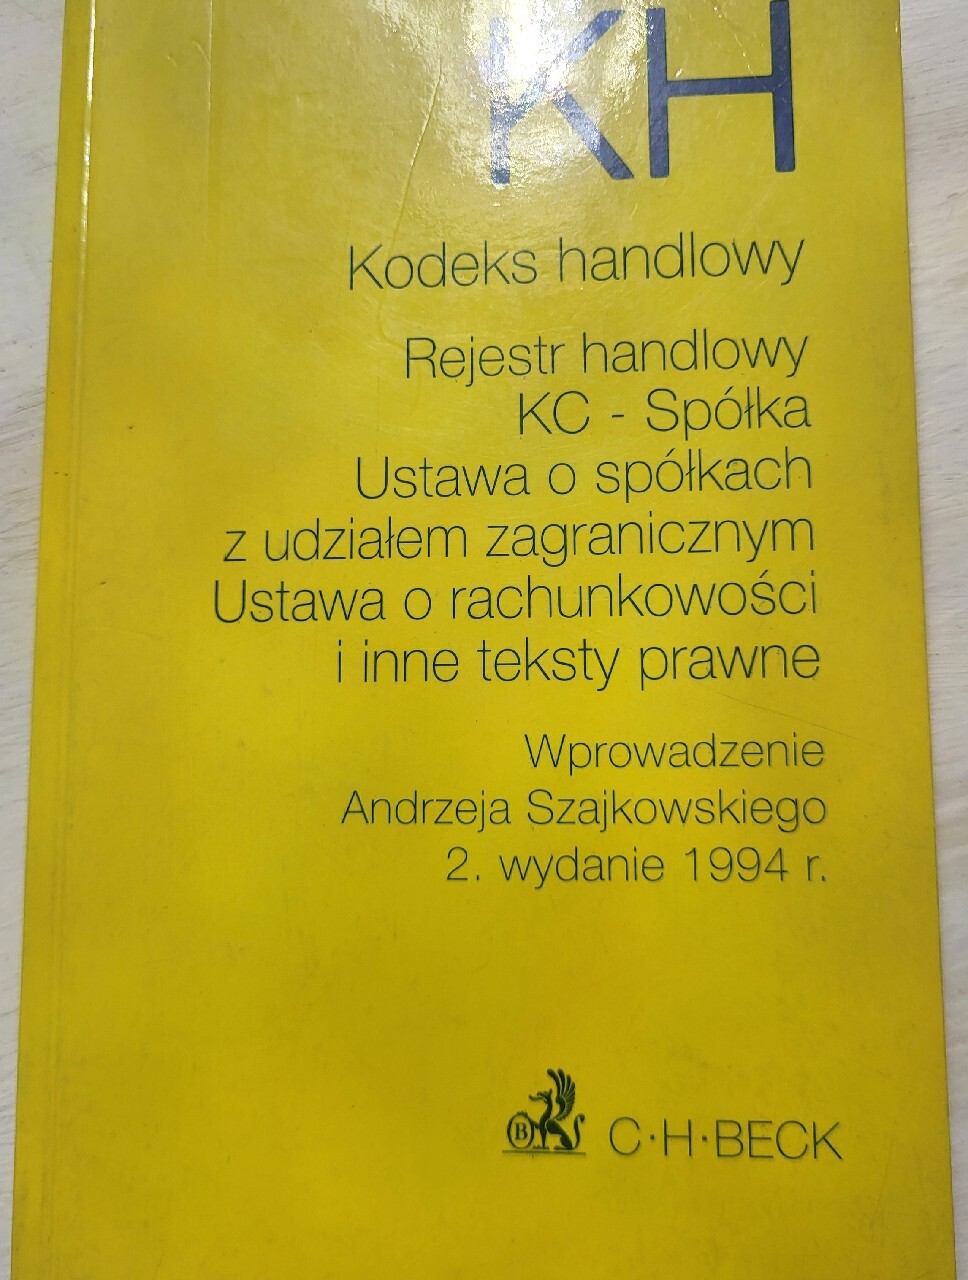 KH
Kodeks handlowy
Rejestr handlowy
KC - Spółka
Ustawa o spółkach
z udziałem zagranicznym
Ustawa o rachunkowości
i inne teksty prawne
Wprowadzenie
Andrzeja Szajkowskiego
2. wydanie 1994 r.
B
C·H·BECK